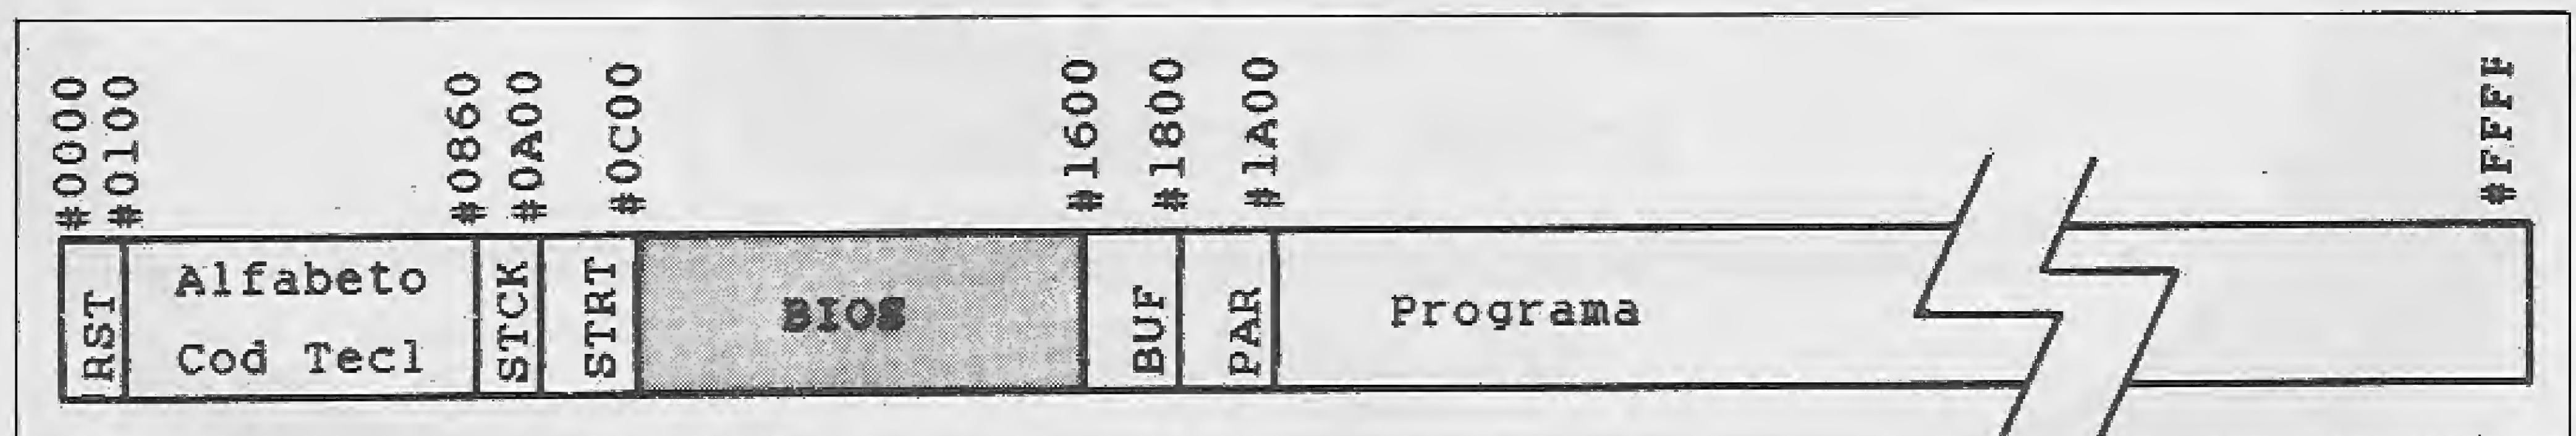 #0000
#0100
#0860
#0A00
#0C00
#1600
#1800
#1A00
#FFFF
RST
Alfabeto
Cod Tecl
STCK
STRT
BIOS
BUF
PAR
Programa